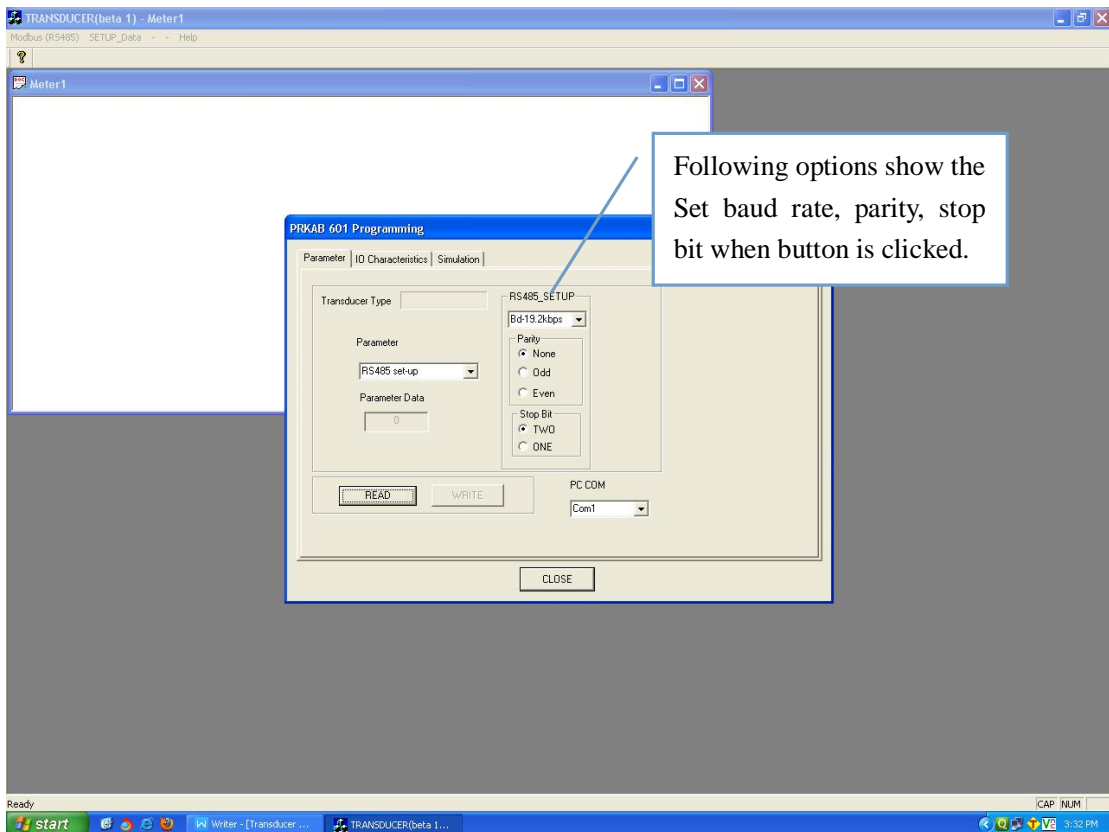 TRANSDUCER(beta 1) - Meter1
Modbus (RS485) SETUP_Data - - Help
Meter1
Following options show the
Set baud rate, parity, stop
bit when button is clicked.
PRKAB 601 Programming
Parameter IO Characteristics Simulation
Transducer Type
RS485_SETUP
Bd-19.2kbps
Parameter
Parity
None
RS485 set-up
Odd
Parameter Data
Even
0
Stop Bit
TWO
ONE
READ WRITE
PC COM
Com1
CLOSE
Ready
CAP NUM
start
Writer - [Transducer ...
TRANSDUCER(beta 1...
3:32 PM